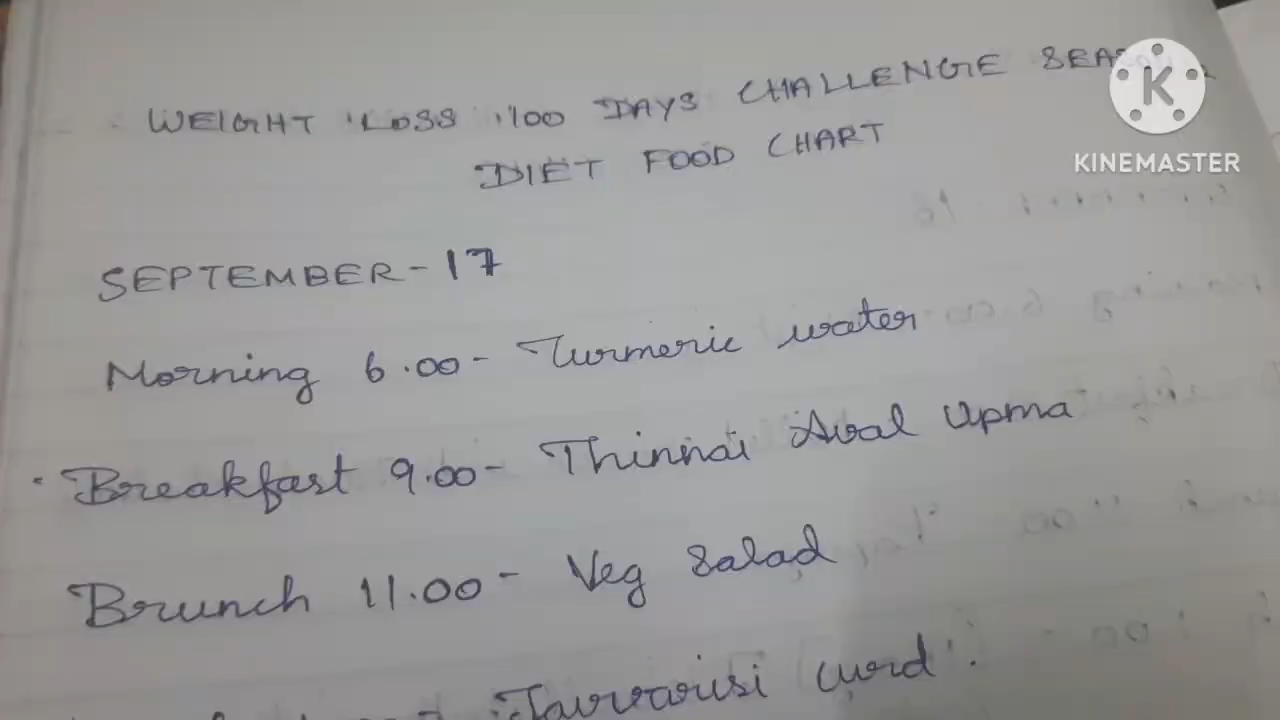 WEIGHT LOSS 100 DAYS CHALLENGE
DIET FOOD CHART
KINEMASTER
SEPTEMBER - 17
Morning 6.00 - Turmeric water
Breakfast 9.00 - Thinnai Aval Upma
Brunch 11.00 - Veg Salad
Javvarisi curd